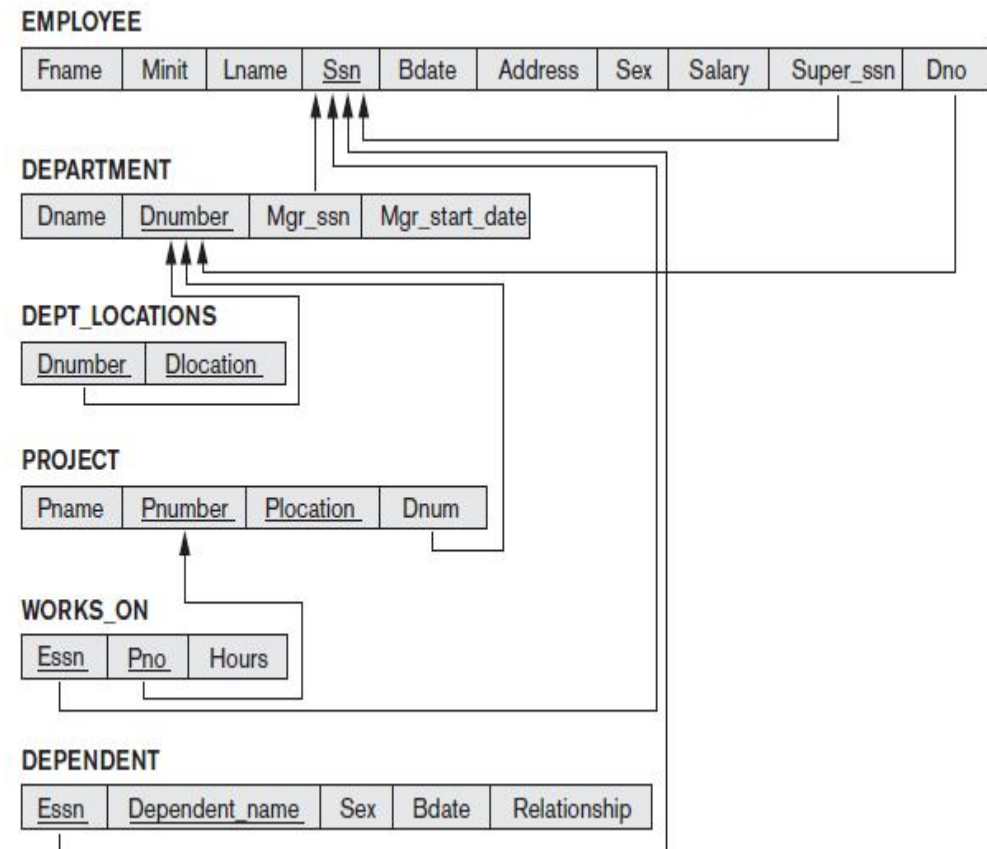 EMPLOYEE
Fname Minit Lname Ssn Bdate Address Sex Salary Super_ssn Dno
DEPARTMENT
Dname Dnumber Mgr_ssn Mgr_start_date
DEPT_LOCATIONS
Dnumber Dlocation
PROJECT
Pname Pnumber Plocation Dnum
WORKS_ON
Essn Pno Hours
DEPENDENT
Essn Dependent_name Sex Bdate Relationship